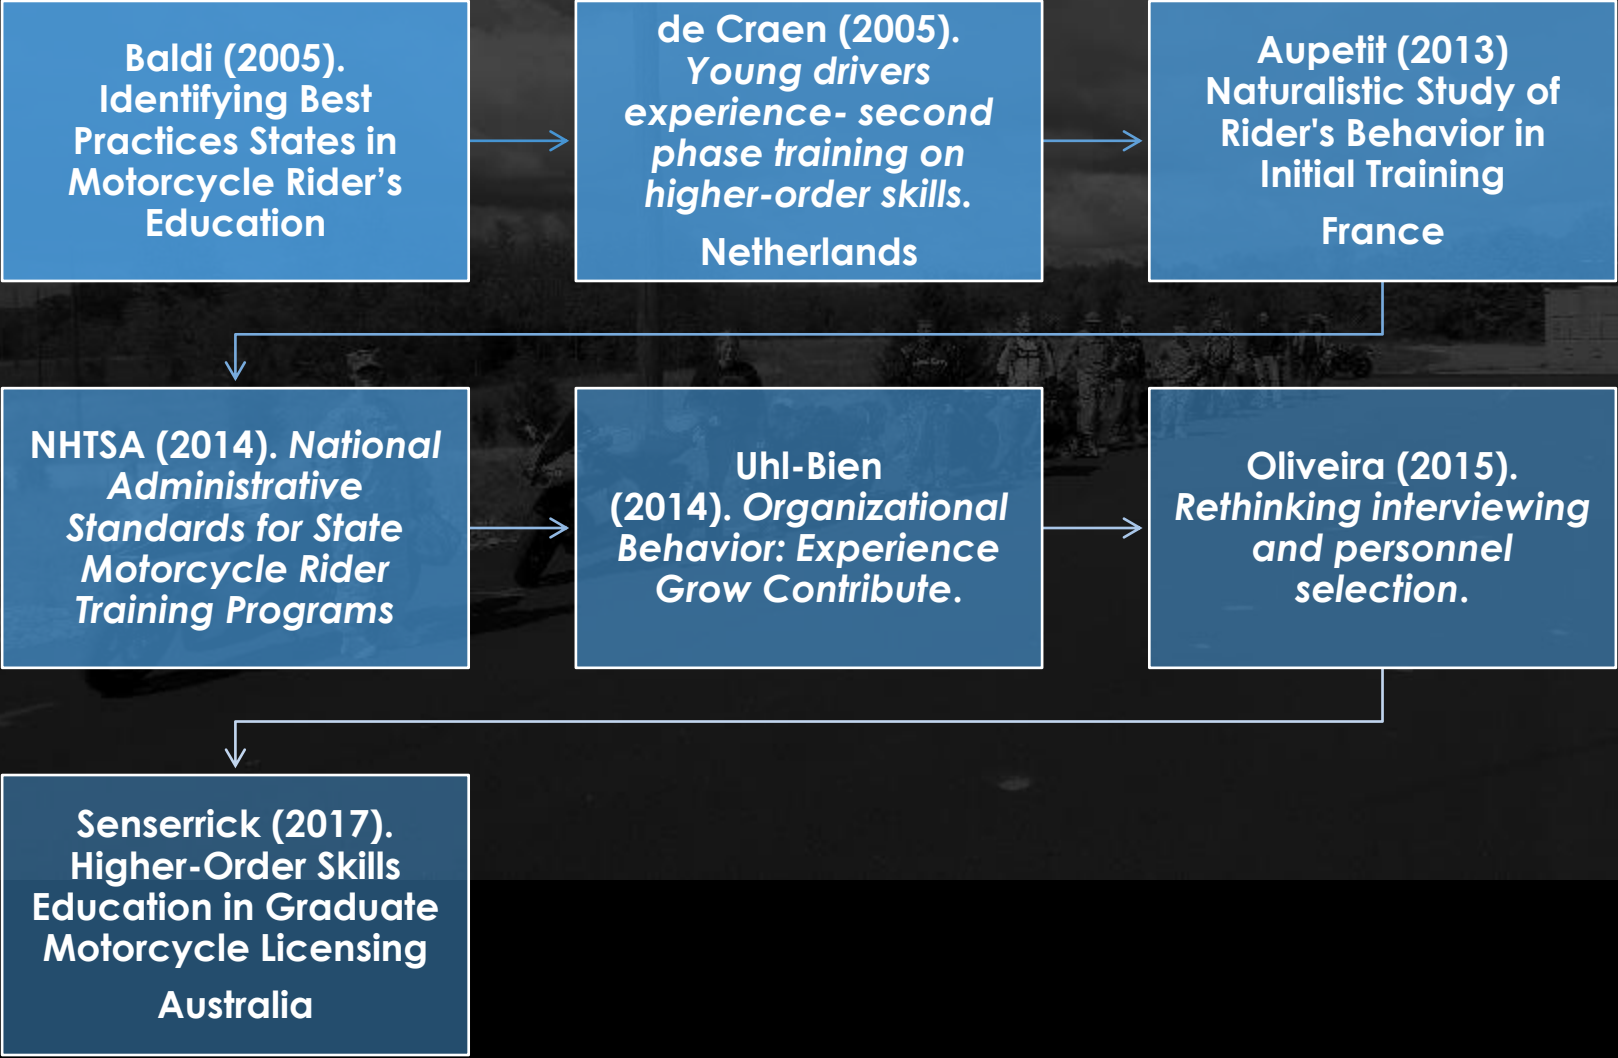 Baldi (2005).
Identifying Best
Practices States in
Motorcycle Rider’s
Education
de Craen (2005).
Young drivers
experience- second
phase training on
higher-order skills.
Netherlands
Aupetit (2013)
Naturalistic Study of
Rider's Behavior in
Initial Training
France
NHTSA (2014). National
Administrative
Standards for State
Motorcycle Rider
Training Programs
Uhl-Bien
(2014). Organizational
Behavior: Experience
Grow Contribute.
Oliveira (2015).
Rethinking interviewing
and personnel
selection.
Senserrick (2017).
Higher-Order Skills
Education in Graduate
Motorcycle Licensing
Australia